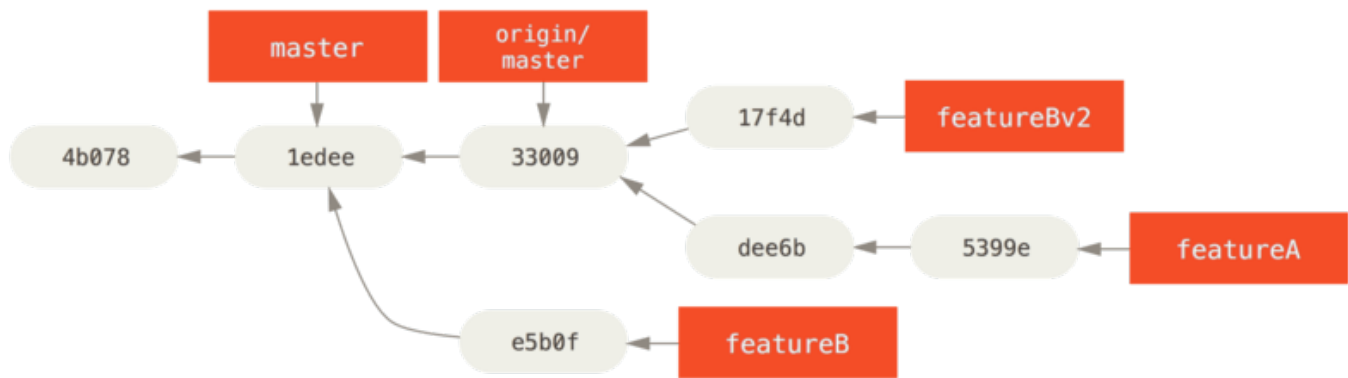 master
origin/
master
17f4d
featureBv2
4b078
1edee
33009
dee6b
5399e
featureA
e5b0f
featureB